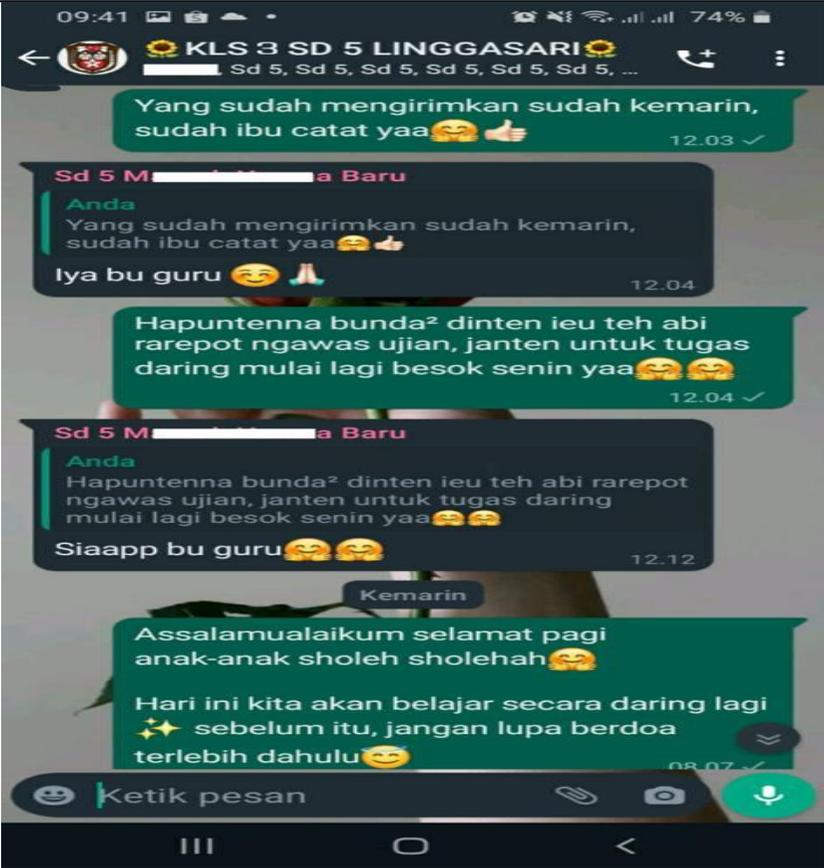 09:41
74%
🌻KLS 3 SD 5 LINGGASARI🌻
, Sd 5, Sd 5, Sd 5, Sd 5, Sd 5, Sd 5, ...
Yang sudah mengirimkan sudah kemarin,
sudah ibu catat yaa🤗👍🏻
12.03
Sd 5 M a Baru
Anda
Yang sudah mengirimkan sudah kemarin,
sudah ibu catat yaa🤗👍🏻
Iya bu guru ☺️ 🙏🏻
12.04
Hapuntenna bunda² dinten ieu teh abi
rarepot ngawas ujian, janten untuk tugas
daring mulai lagi besok senin yaa🤗🤗
12.04
Sd 5 M a Baru
Anda
Hapuntenna bunda² dinten ieu teh abi rarepot
ngawas ujian, janten untuk tugas daring
mulai lagi besok senin yaa🤗🤗
Siaapp bu guru🤗🤗
12.12
Kemarin
Assalamualaikum selamat pagi
anak-anak sholeh sholehah🤗
Hari ini kita akan belajar secara daring lagi
✨ sebelum itu, jangan lupa berdoa
terlebih dahulu😇
08.07
Ketik pesan